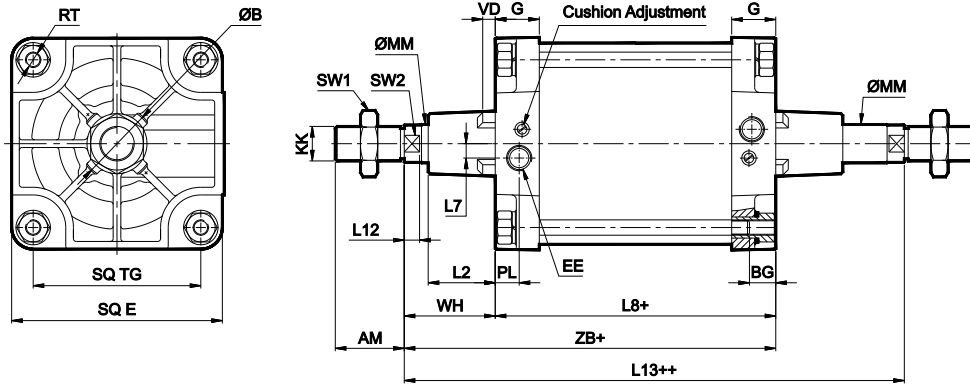 RT
ØB
VD
G
Cushion Adjustment
G
ØMM
SW2
SW1
ØMM
KK
L7
L12
SQ TG
L2
PL
EE
BG
SQ E
WH
L8+
AM
ZB+
L13++